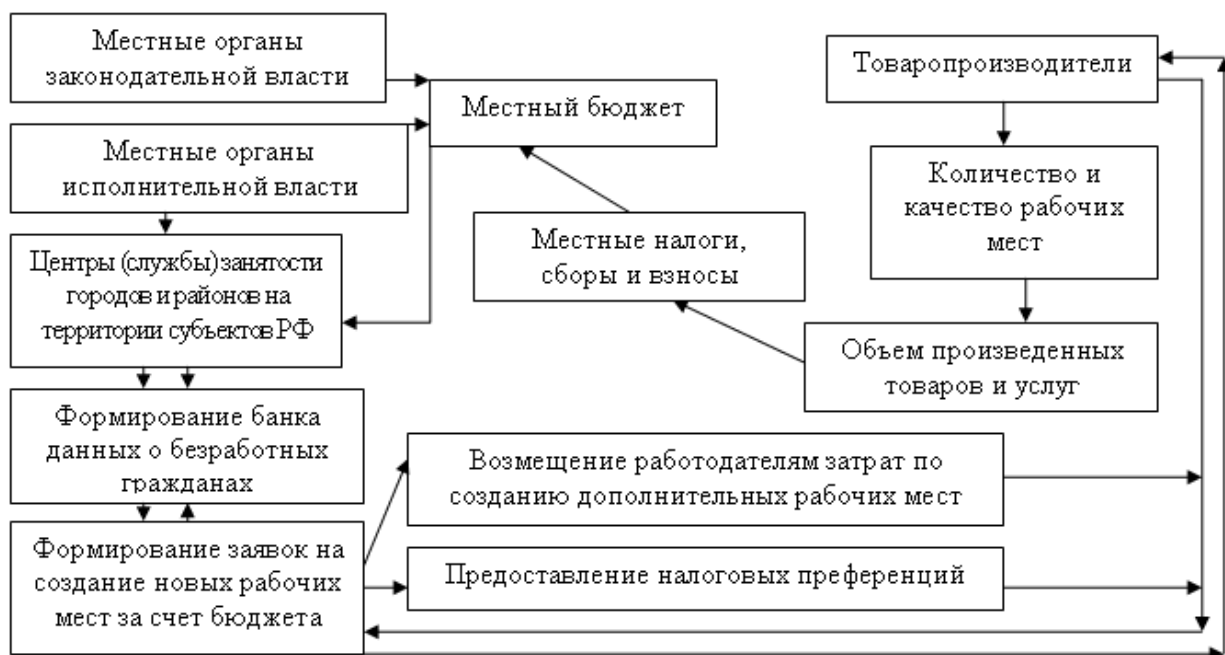 Местные органы
законодательной власти
Товаропроизводители
Местный бюджет
Местные органы
исполнительной власти
Количество и
качество рабочих
мест
Местные налоги,
сборы и взносы
Центры (службы) занятости
городов и районов на
территории субъектов РФ
Объем произведенных
товаров и услуг
Формирование банка
данных о безработных
гражданах
Возмещение работодателям затрат по
созданию дополнительных рабочих мест
Формирование заявок на
создание новых рабочих
мест за счет бюджета
Предоставление налоговых преференций